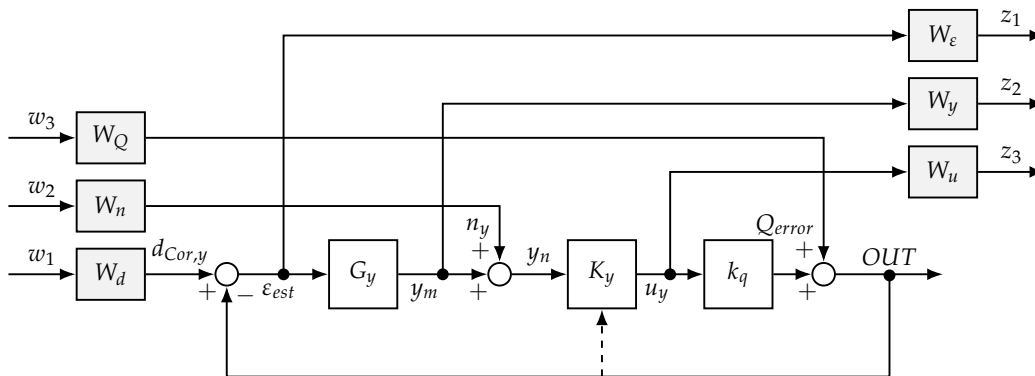 W_ε z_1
W_y z_2
w_3 W_Q
W_u z_3
w_2 W_n
n_y Q_error
w_1 W_d d_Cor,y + − ε_est G_y y_m + + y_n K_y u_y k_q + + OUT